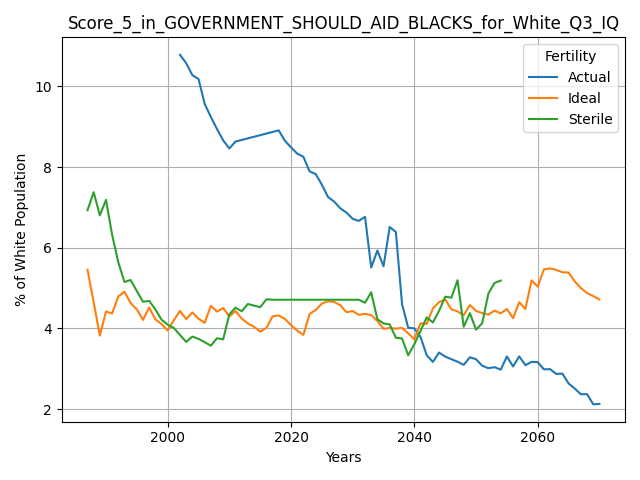 Score_5_in_GOVERNMENT_SHOULD_AID_BLACKS_for_White_Q3_IQ
Fertility
Actual
Ideal
Sterile
% of White Population
10
8
6
4
2
2000
2020
2040
2060
Years